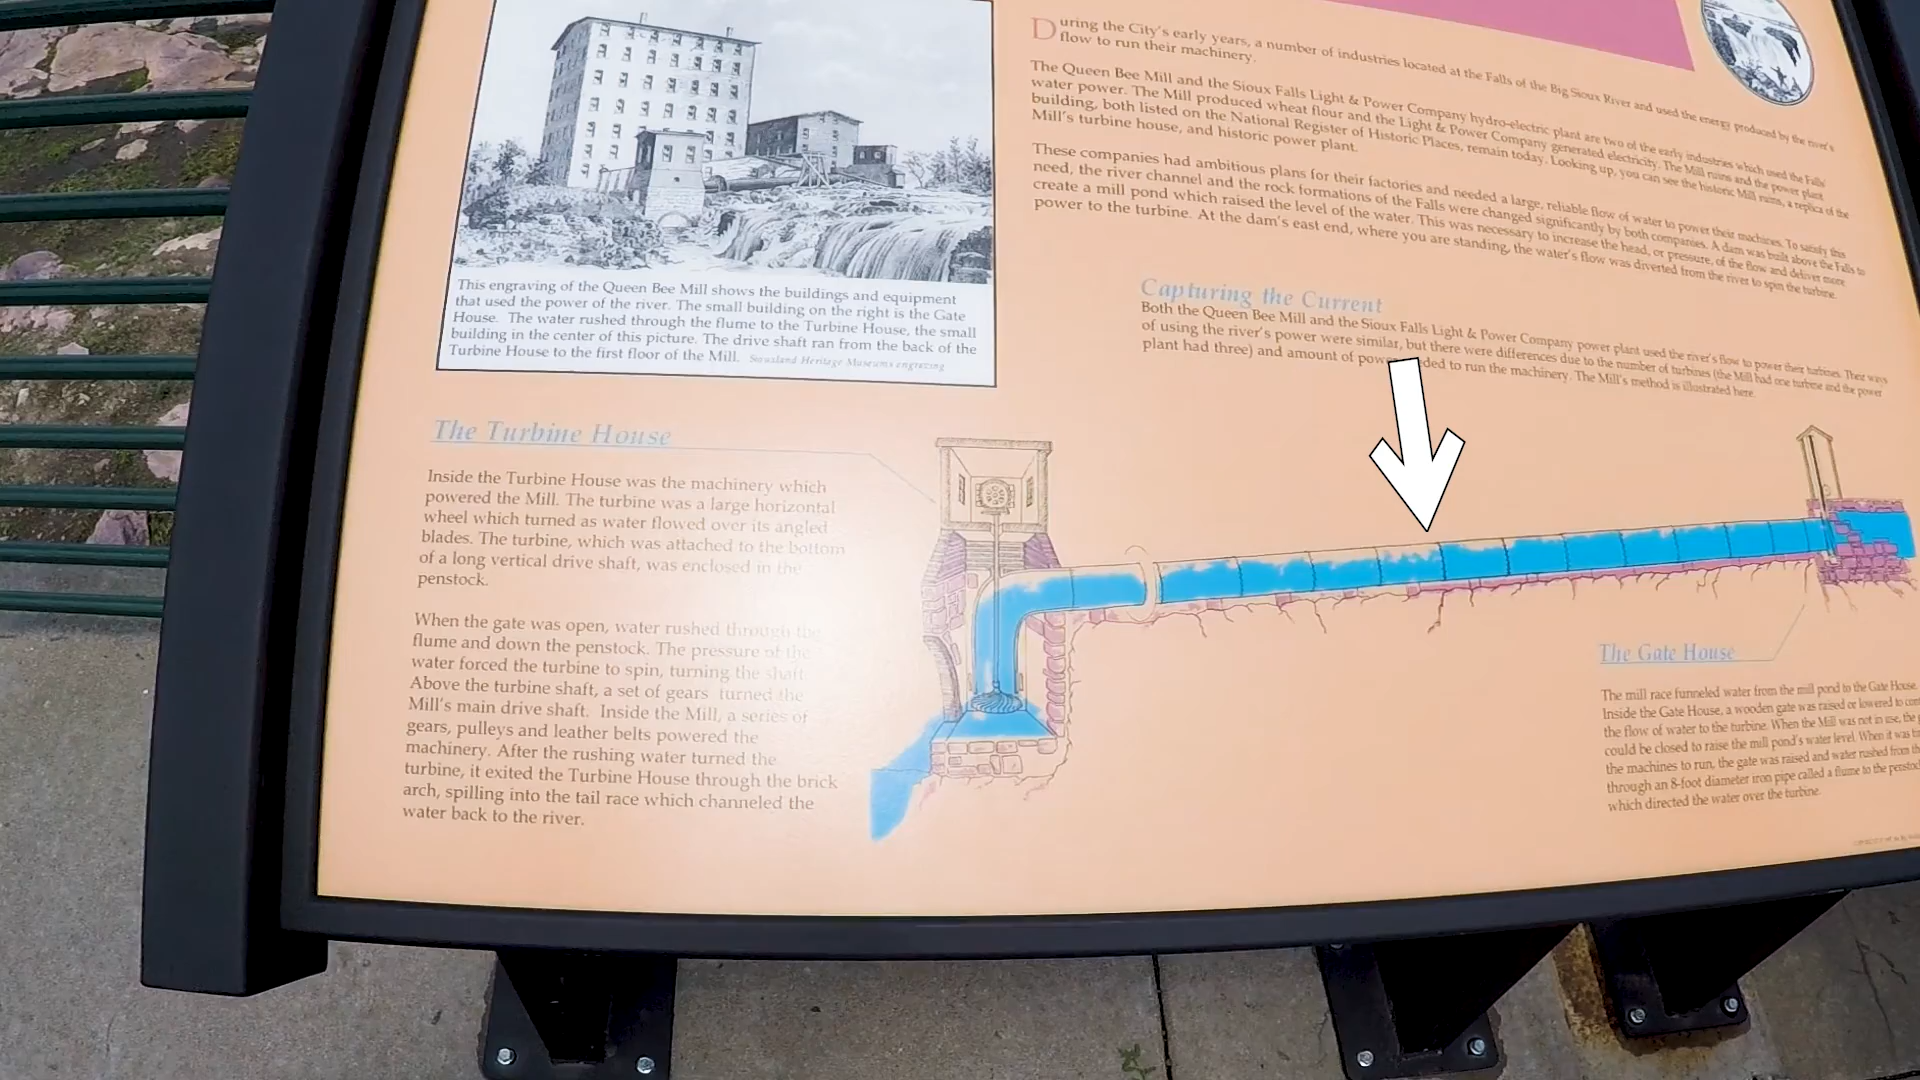 During the City's early years, a number of industries located at the Falls of the Big Sioux River and used the energy produced by the river's
flow to run their machinery.
The Queen Bee Mill and the Sioux Falls Light & Power Company hydro-electric plant are two of the early industries which used the Falls'
water power. The Mill produced wheat flour and the Light & Power Company generated electricity. The Mill ruins and the power plant
building, both listed on the National Register of Historic Places, remain today. Looking up, you can see the historic Mill ruins, a replica of the
Mill's turbine house, and historic power plant.
These companies had ambitious plans for their factories and needed a large, reliable flow of water to power their machines. To satisfy this
need, the river channel and the rock formations of the Falls were changed significantly by both companies. A dam was built above the Falls to
create a mill pond which raised the level of the water. This was necessary to increase the head, or pressure, of the flow and deliver more
power to the turbine. At the dam's east end, where you are standing, the water's flow was diverted from the river to spin the turbine.
This engraving of the Queen Bee Mill shows the buildings and equipment
that used the power of the river. The small building on the right is the Gate
House. The water rushed through the flume to the Turbine House, the small
building in the center of this picture. The drive shaft ran from the back of the
Turbine House to the first floor of the Mill. Siouxland Heritage Museums engraving
Capturing the Current
Both the Queen Bee Mill and the Sioux Falls Light & Power Company power plant used the river's flow to power their turbines. Their ways
of using the river's power were similar, but there were differences due to the number of turbines (the Mill had one turbine and the power
plant had three) and amount of power ded to run the machinery. The Mill's method is illustrated here.
The Turbine House
Inside the Turbine House was the machinery which
powered the Mill. The turbine was a large horizontal
wheel which turned as water flowed over its angled
blades. The turbine, which was attached to the bottom
of a long vertical drive shaft, was enclosed in the
penstock.
When the gate was open, water rushed through the
flume and down the penstock. The pressure of the
water forced the turbine to spin, turning the shaft.
Above the turbine shaft, a set of gears turned the
Mill's main drive shaft. Inside the Mill, a series of
gears, pulleys and leather belts powered the
machinery. After the rushing water turned the
turbine, it exited the Turbine House through the brick
arch, spilling into the tail race which channeled the
water back to the river.
The Gate House
The mill race funneled water from the mill pond to the Gate House.
Inside the Gate House, a wooden gate was raised or lowered to
the flow of water to the turbine. When the Mill was not in use, the
could be closed to raise the mill pond's water level. When it was
the machines to run, the gate was raised and water rushed from
through an 8-foot diameter iron pipe called a flume to the
which directed the water over the turbine.